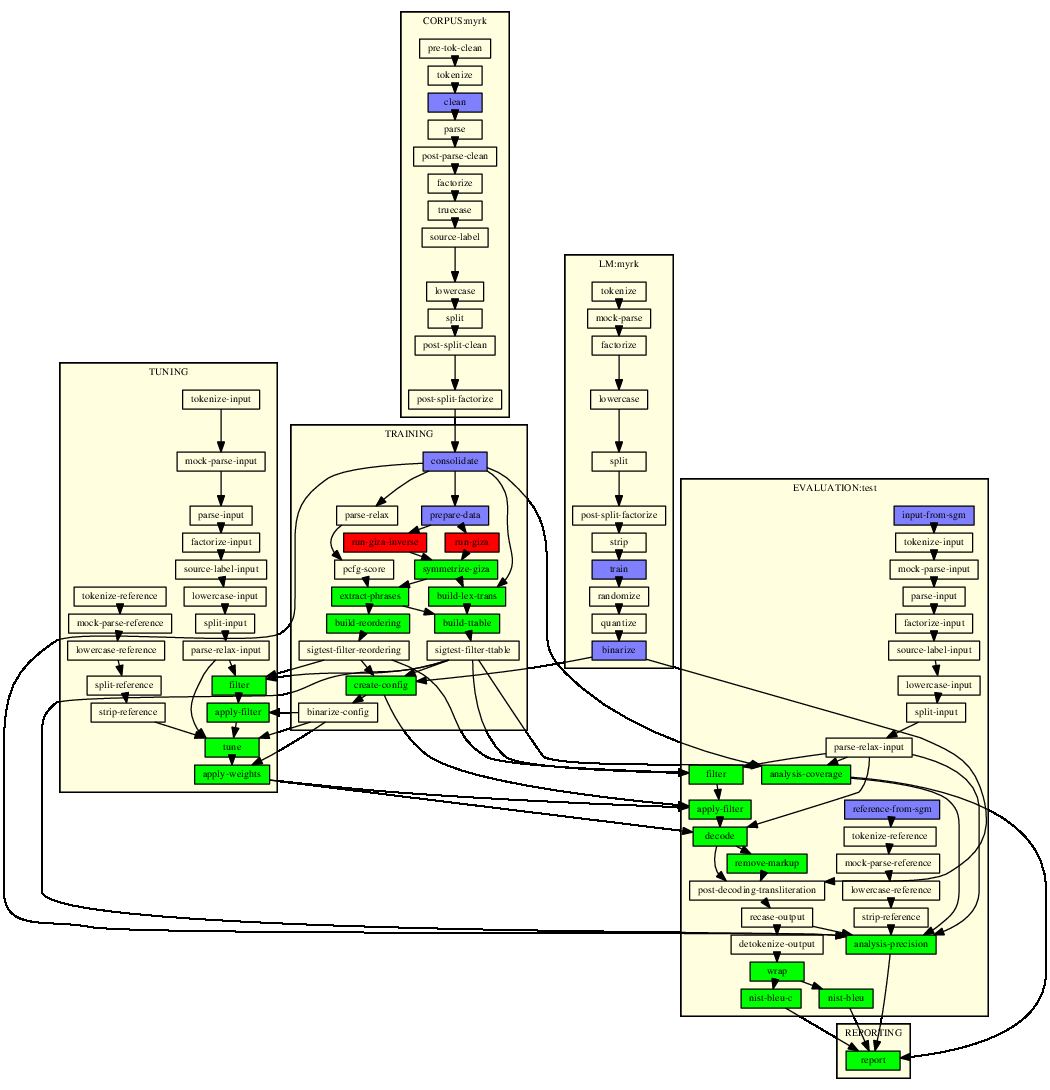 CORPUS:myrk
pre-tok-clean
tokenize
clean
parse
post-parse-clean
factorize
truecase
source-label
lowercase
split
post-split-clean
post-split-factorize
LM:myrk
tokenize
mock-parse
factorize
lowercase
split
post-split-factorize
strip
train
randomize
quantize
binarize
TUNING
tokenize-input
mock-parse-input
parse-input
factorize-input
source-label-input
tokenize-reference
lowercase-input
mock-parse-reference
split-input
lowercase-reference
parse-relax-input
split-reference
filter
strip-reference
apply-filter
tune
apply-weights
TRAINING
consolidate
parse-relax
prepare-data
run-giza-inverse
run-giza
pcfg-score
symmetrize-giza
extract-phrases
build-lex-trans
build-reordering
build-ttable
sigtest-filter-reordering
sigtest-filter-ttable
create-config
binarize-config
EVALUATION:test
input-from-sgm
tokenize-input
mock-parse-input
parse-input
factorize-input
source-label-input
lowercase-input
split-input
parse-relax-input
filter
analysis-coverage
apply-filter
reference-from-sgm
decode
tokenize-reference
remove-markup
mock-parse-reference
post-decoding-transliteration
lowercase-reference
recase-output
strip-reference
detokenize-output
analysis-precision
wrap
nist-bleu-c
nist-bleu
REPORTING
report